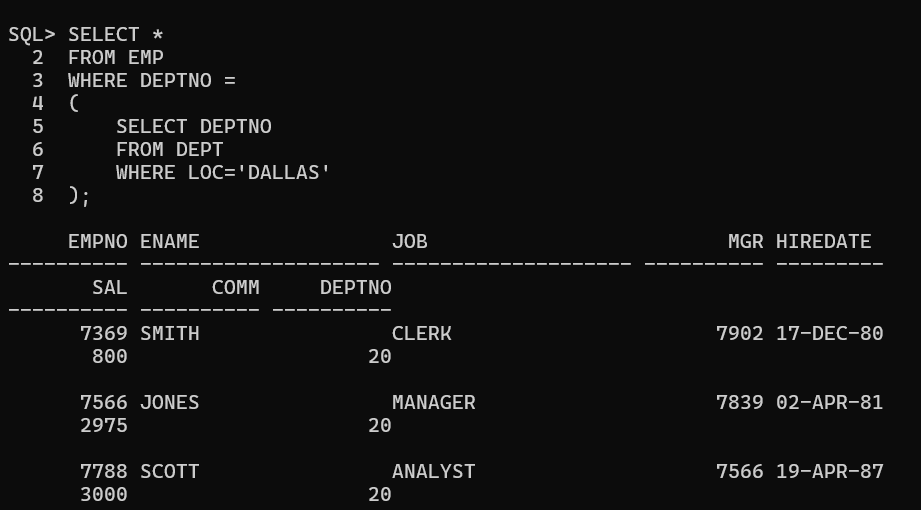 SQL> SELECT *
  2  FROM EMP
  3  WHERE DEPTNO =
  4  (
  5      SELECT DEPTNO
  6      FROM DEPT
  7      WHERE LOC='DALLAS'
  8  );
     EMPNO ENAME                JOB                         MGR HIREDATE
---------- -------------------- -------------------- ---------- ---------
       SAL       COMM     DEPTNO
---------- ---------- ----------
      7369 SMITH                CLERK                      7902 17-DEC-80
       800                    20
      7566 JONES                MANAGER                    7839 02-APR-81
      2975                    20
      7788 SCOTT                ANALYST                    7566 19-APR-87
      3000                    20